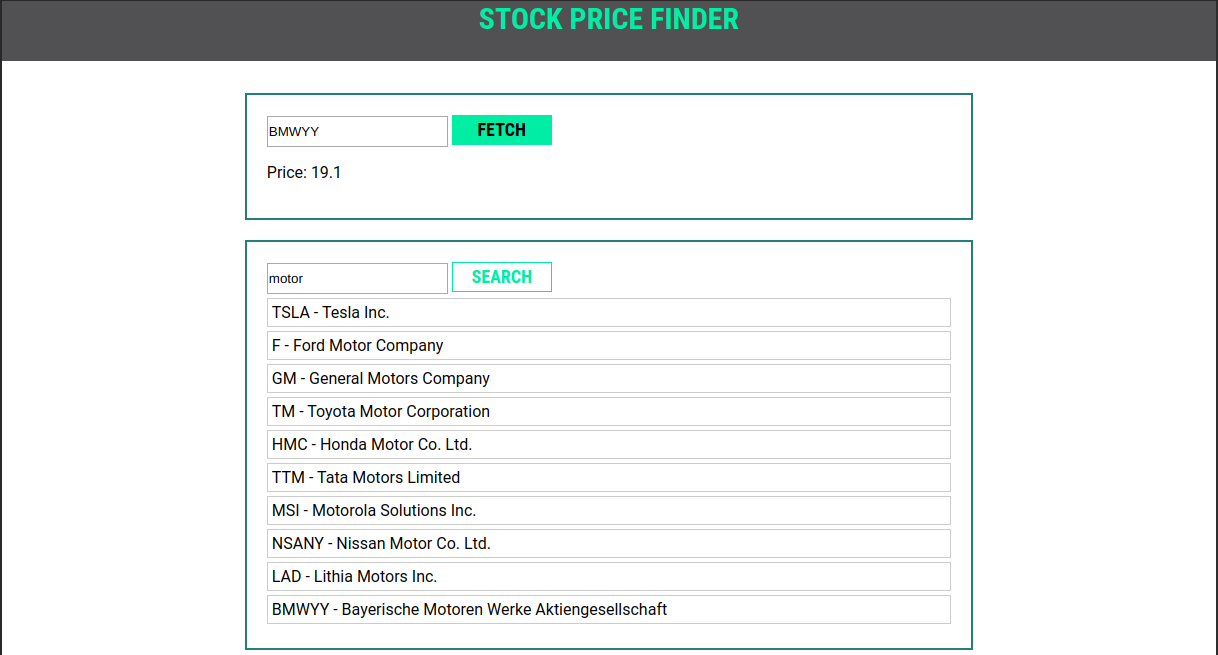 STOCK PRICE FINDER
BMWYY FETCH
Price: 19.1
motor SEARCH
TSLA - Tesla Inc.
F - Ford Motor Company
GM - General Motors Company
TM - Toyota Motor Corporation
HMC - Honda Motor Co. Ltd.
TTM - Tata Motors Limited
MSI - Motorola Solutions Inc.
NSANY - Nissan Motor Co. Ltd.
LAD - Lithia Motors Inc.
BMWYY - Bayerische Motoren Werke Aktiengesellschaft